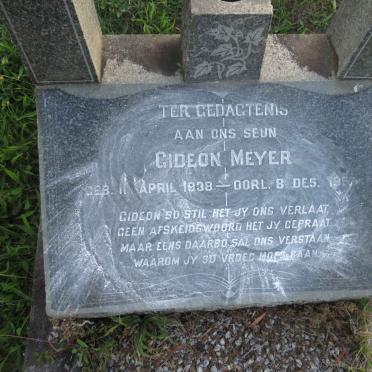 TER GEDAGTENIS
AAN ONS SEUN
GIDEON MEYER
GEB. APRIL 1938 — OORL. 8 DES.
GIDEON SO STIL HET JY ONS VERLAAT
GEEN AFSKEIDSWOORD HET JY GEPRAAT
MAAR EENS DAARBO SAL ONS VERSTAAN
WAAROM JY SO VROEG MOES GAAN